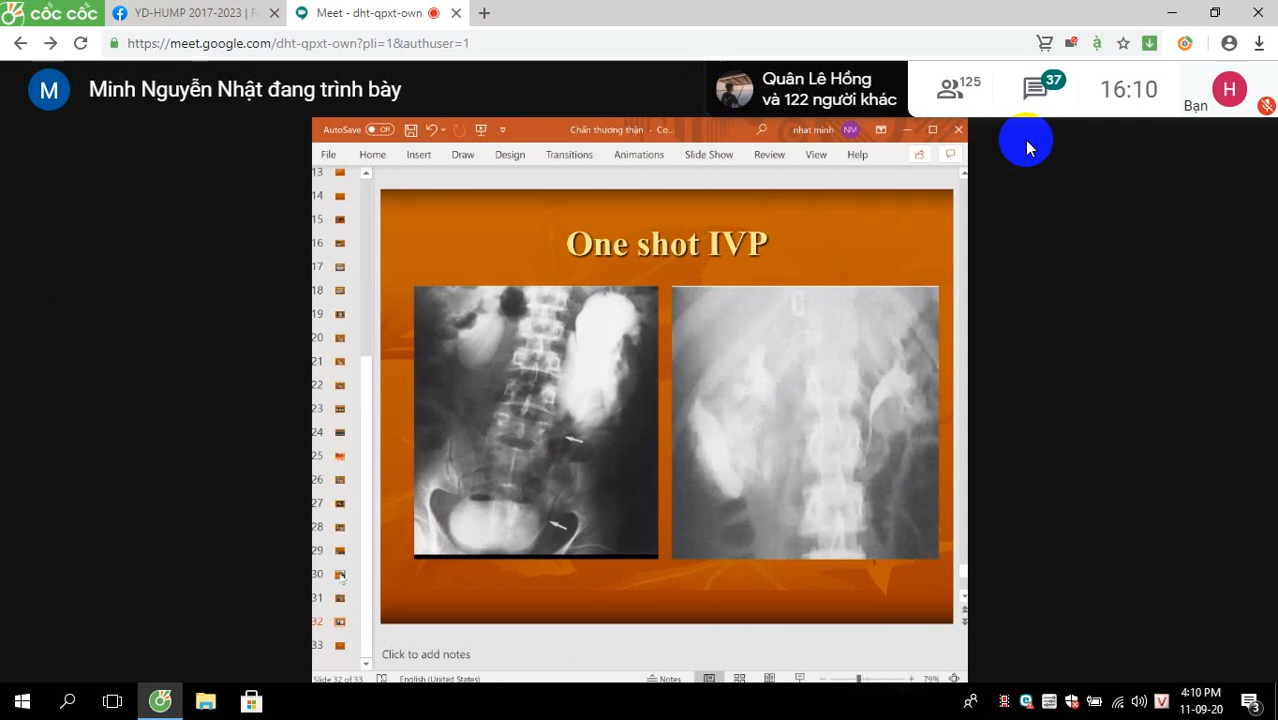 cốc cốc
YD-HUMP 2017-2023 | Fa
Meet - dht-qpxt-own
https://meet.google.com/dht-qpxt-own?pli=1&authuser=1
M
Minh Nguyễn Nhật đang trình bày
Quân Lê Hồng
và 122 người khác
125
37
16:10
Bạn
H
AutoSave
Off
Chấn thương thận - Co...
nhat minh
NM
File Home Insert Draw Design Transitions Animations Slide Show Review View Help
13
14
15
16
17
18
19
20
21
22
23
24
25
26
27
28
29
30
31
32
33
One shot IVP
Click to add notes
Slide 32 of 33
English (United States)
Notes
79%
V
4:10 PM
11-09-20
3